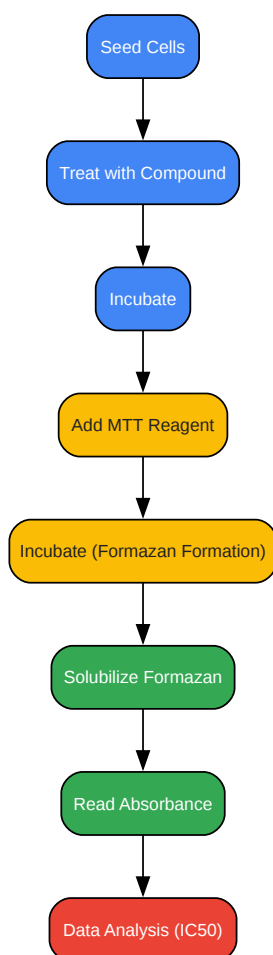 Seed Cells
Treat with Compound
Incubate
Add MTT Reagent
Incubate (Formazan Formation)
Solubilize Formazan
Read Absorbance
Data Analysis (IC50)